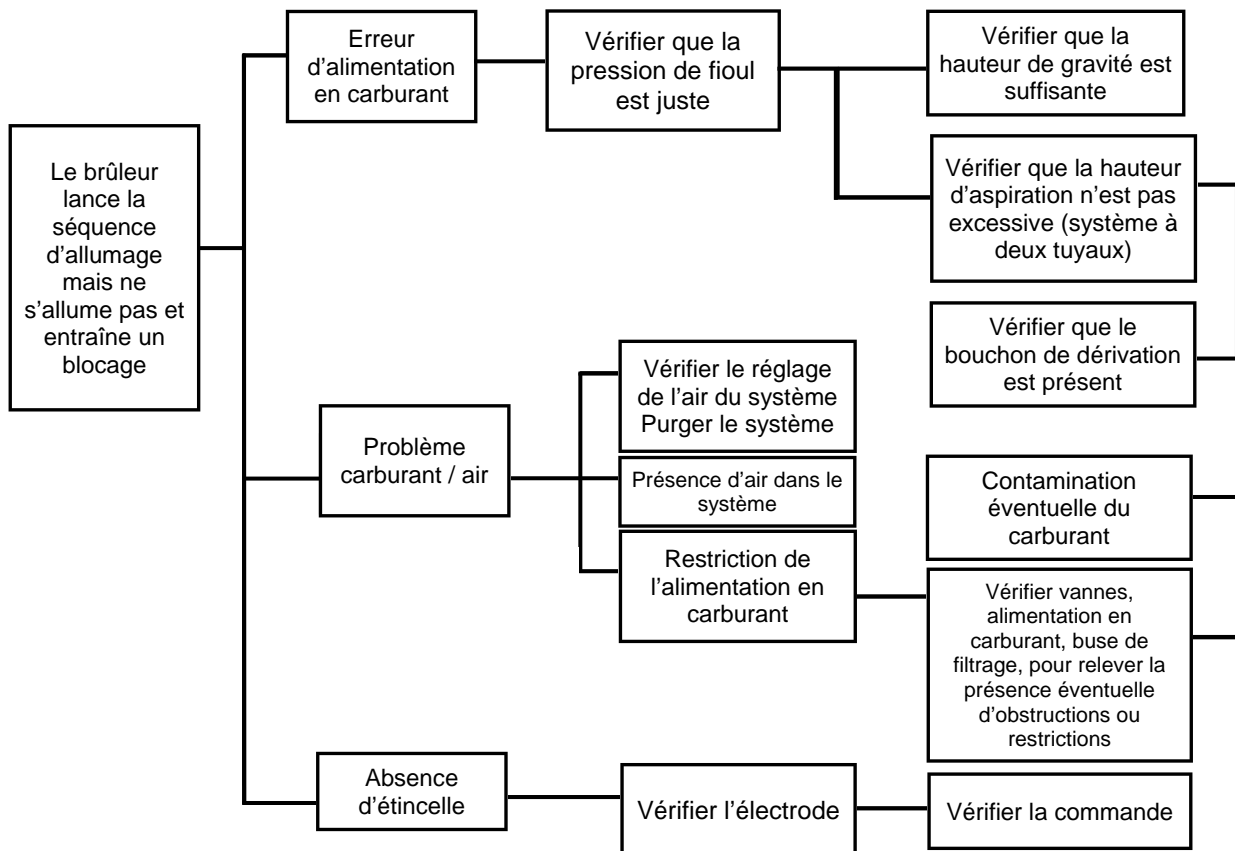 Le brûleur
lance la
séquence
d’allumage
mais ne
s’allume pas et
entraîne un
blocage
Erreur
d’alimentation
en carburant
Vérifier que la
pression de fioul
est juste
Vérifier que la
hauteur de gravité est
suffisante
Vérifier que la hauteur
d’aspiration n’est pas
excessive (système à
deux tuyaux)
Vérifier que le
bouchon de dérivation
est présent
Problème
carburant / air
Vérifier le réglage
de l’air du système
Purger le système
Présence d’air dans le
système
Restriction de
l’alimentation en
carburant
Contamination
éventuelle du
carburant
Vérifier vannes,
alimentation en
carburant, buse de
filtrage, pour relever la
présence éventuelle
d’obstructions ou
restrictions
Absence
d’étincelle
Vérifier l’électrode
Vérifier la commande